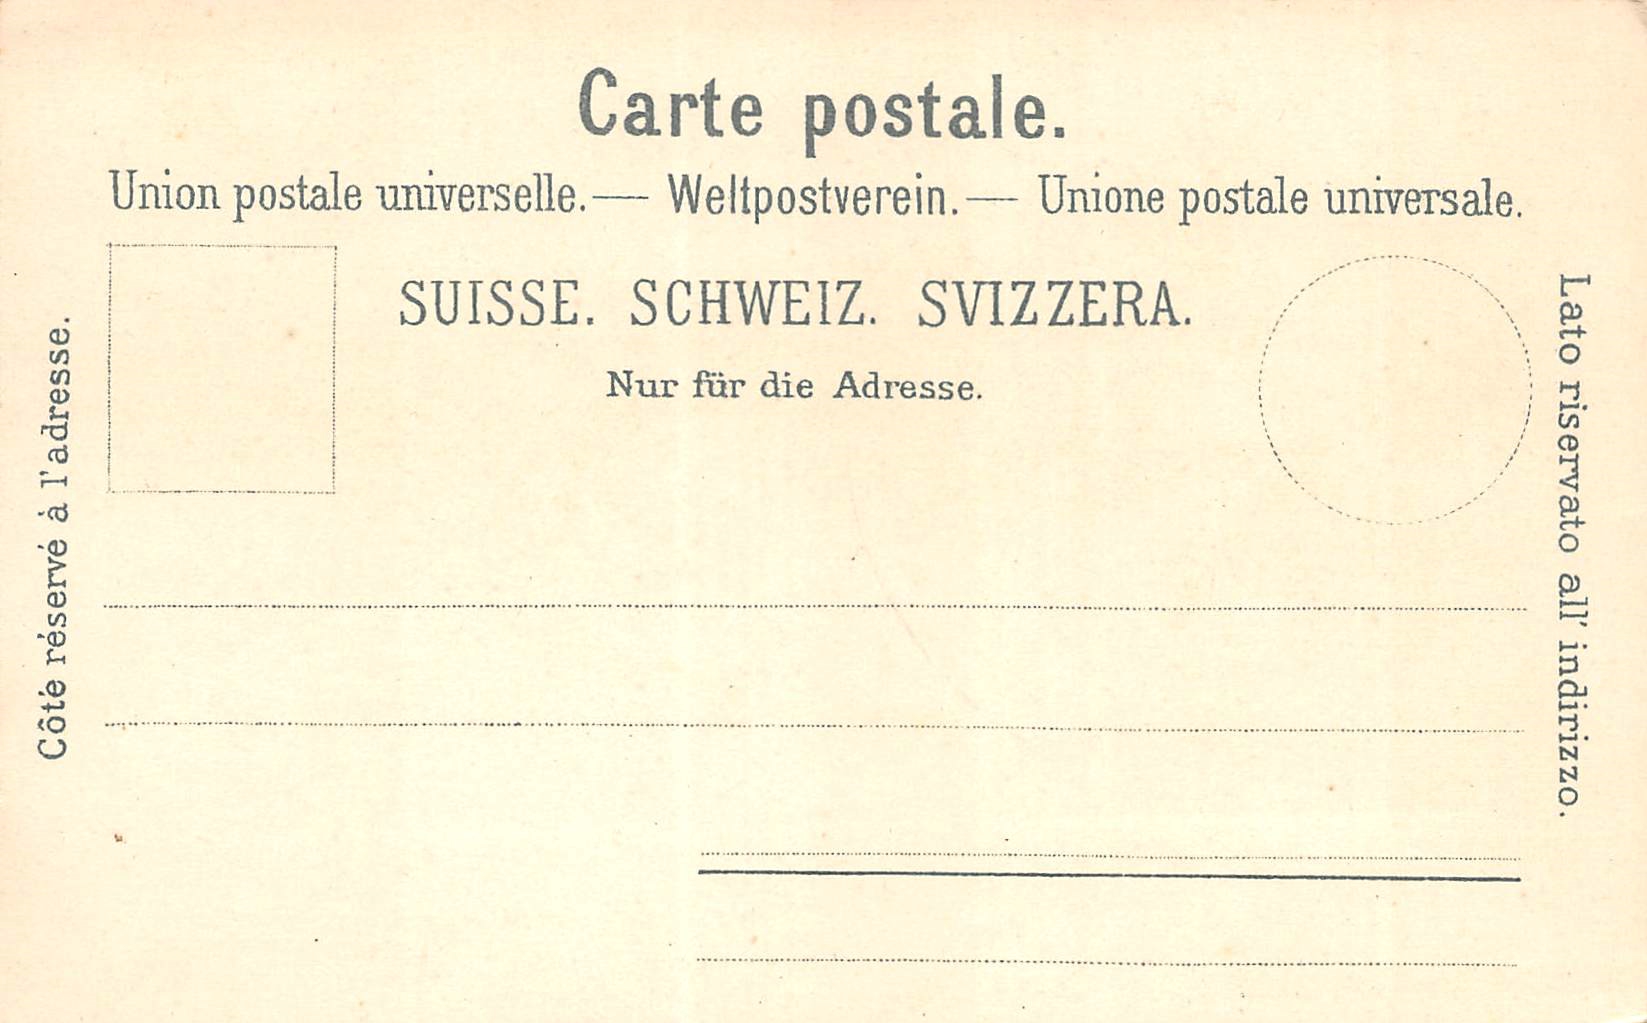 Carte postale.
Union postale universelle.— Weltpostverein.— Unione postale universale.
SUISSE. SCHWEIZ. SVIZZERA.
Nur für die Adresse.
Côté réservé à l'adresse.
Lato riservato all' indirizzo.